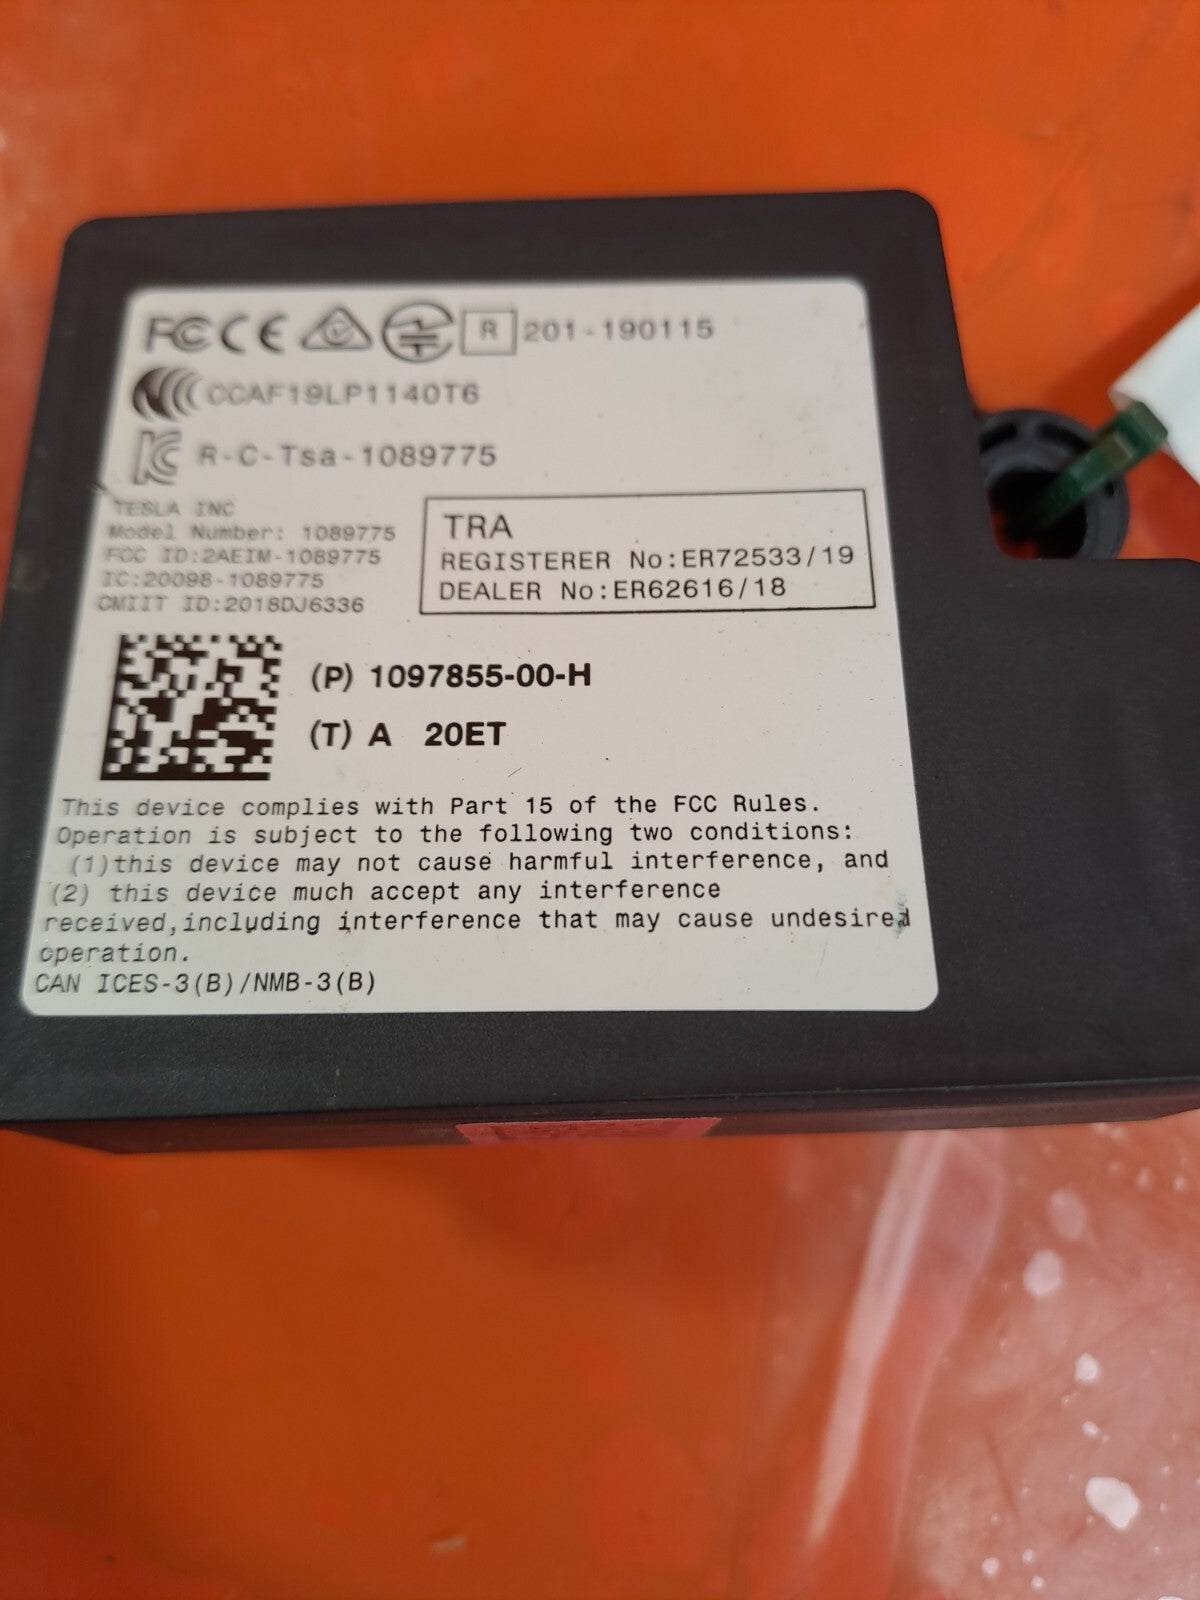 FC CE R 201-190115
CCAF19LP1140T6
R-C-Tsa-1089775
TESLA INC
Model Number: 1089775
FCC ID:2AEIM-1089775
IC:20098-1089775
CMIIT ID:2018DJ6336
TRA
REGISTERER No:ER72533/19
DEALER No:ER62616/18
(P) 1097855-00-H
(T) A 20ET
This device complies with Part 15 of the FCC Rules.
Operation is subject to the following two conditions:
(1)this device may not cause harmful interference, and
(2) this device much accept any interference
received,including interference that may cause undesired
operation.
CAN ICES-3(B)/NMB-3(B)